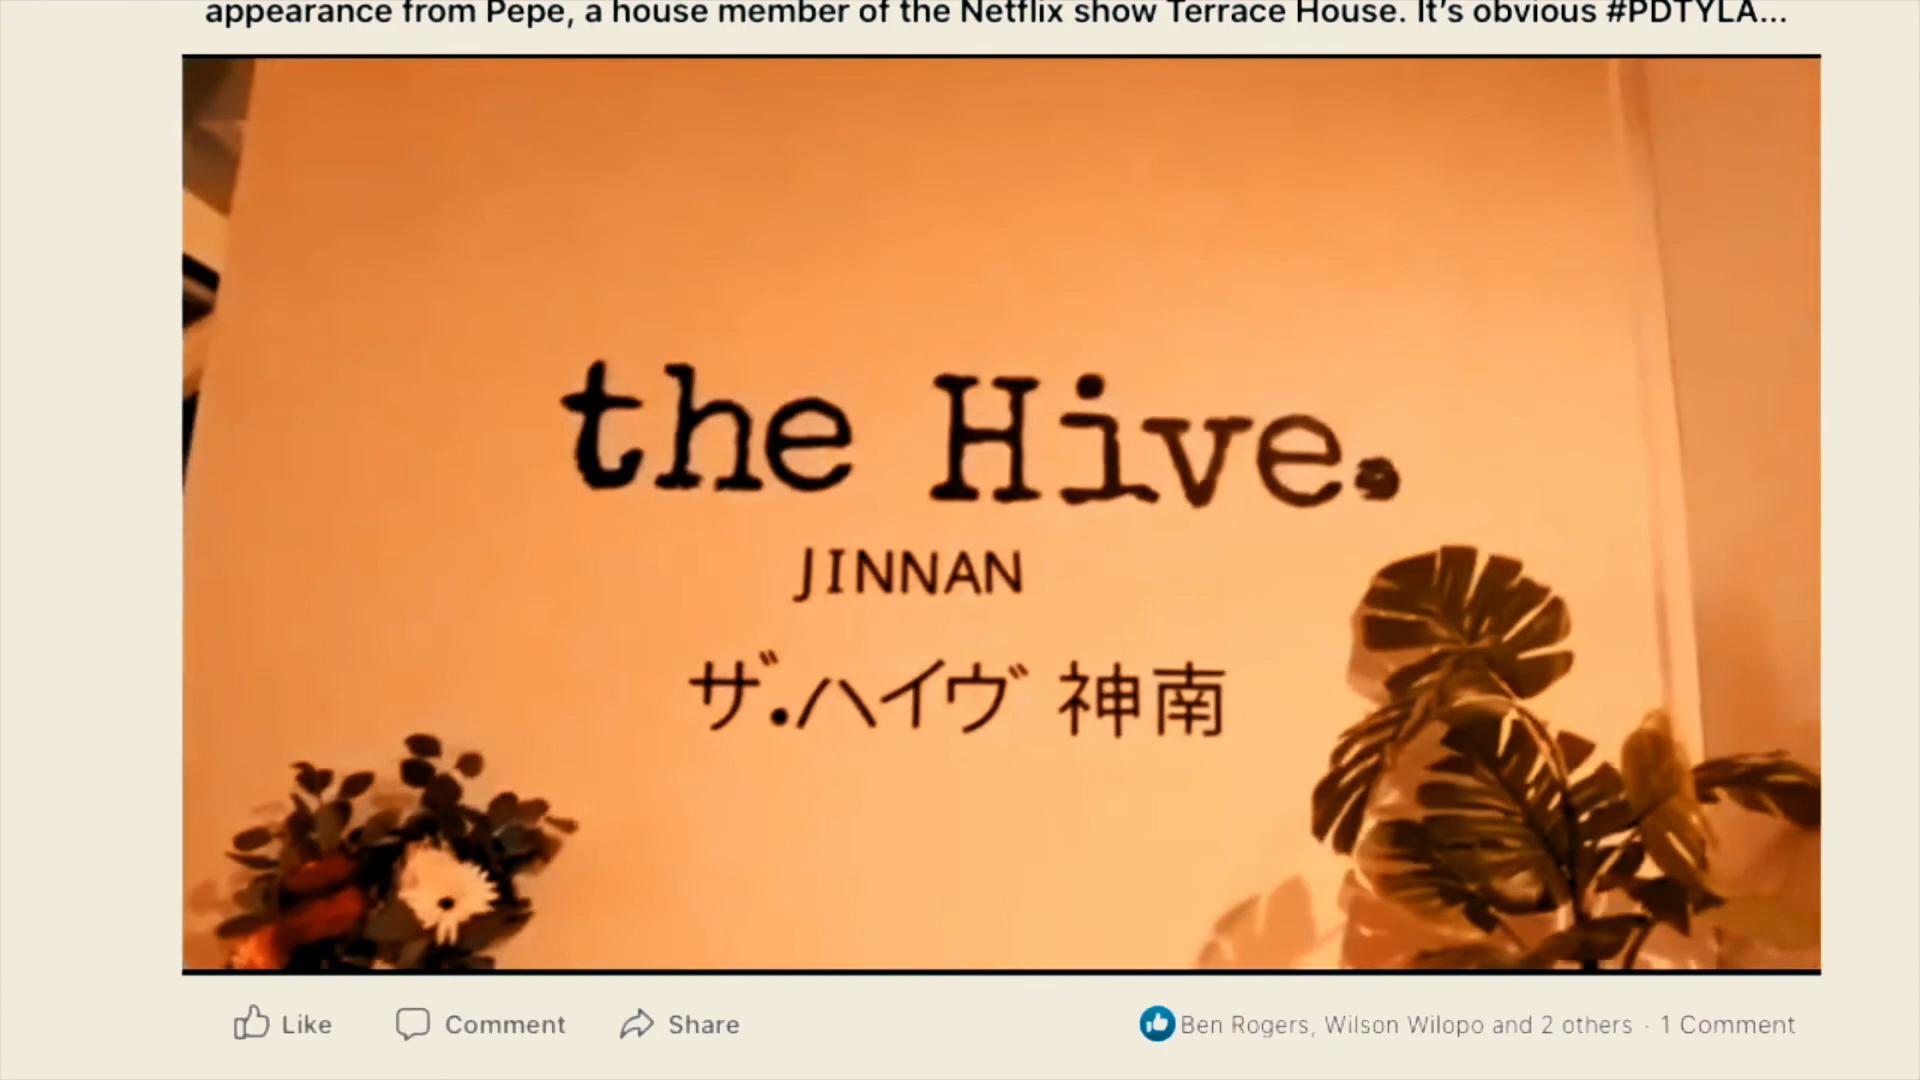 appearance from Pepe, a house member of the Netflix show Terrace House. It's obvious #PDTYLA...
the Hive.
JINNAN
ザ・ハイヴ 神南
Like Comment Share Ben Rogers, Wilson Wilopo and 2 others · 1 Comment